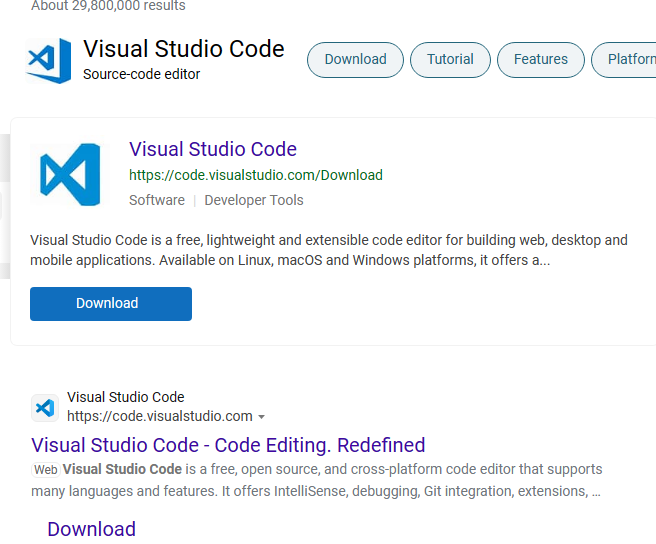 About 29,800,000 results
Visual Studio Code
Source-code editor
Download Tutorial Features Platform
Visual Studio Code
https://code.visualstudio.com/Download
Software | Developer Tools
Visual Studio Code is a free, lightweight and extensible code editor for building web, desktop and
mobile applications. Available on Linux, macOS and Windows platforms, it offers a...
Download
Visual Studio Code
https://code.visualstudio.com
Visual Studio Code - Code Editing. Redefined
Web Visual Studio Code is a free, open source, and cross-platform code editor that supports
many languages and features. It offers IntelliSense, debugging, Git integration, extensions, …
Download